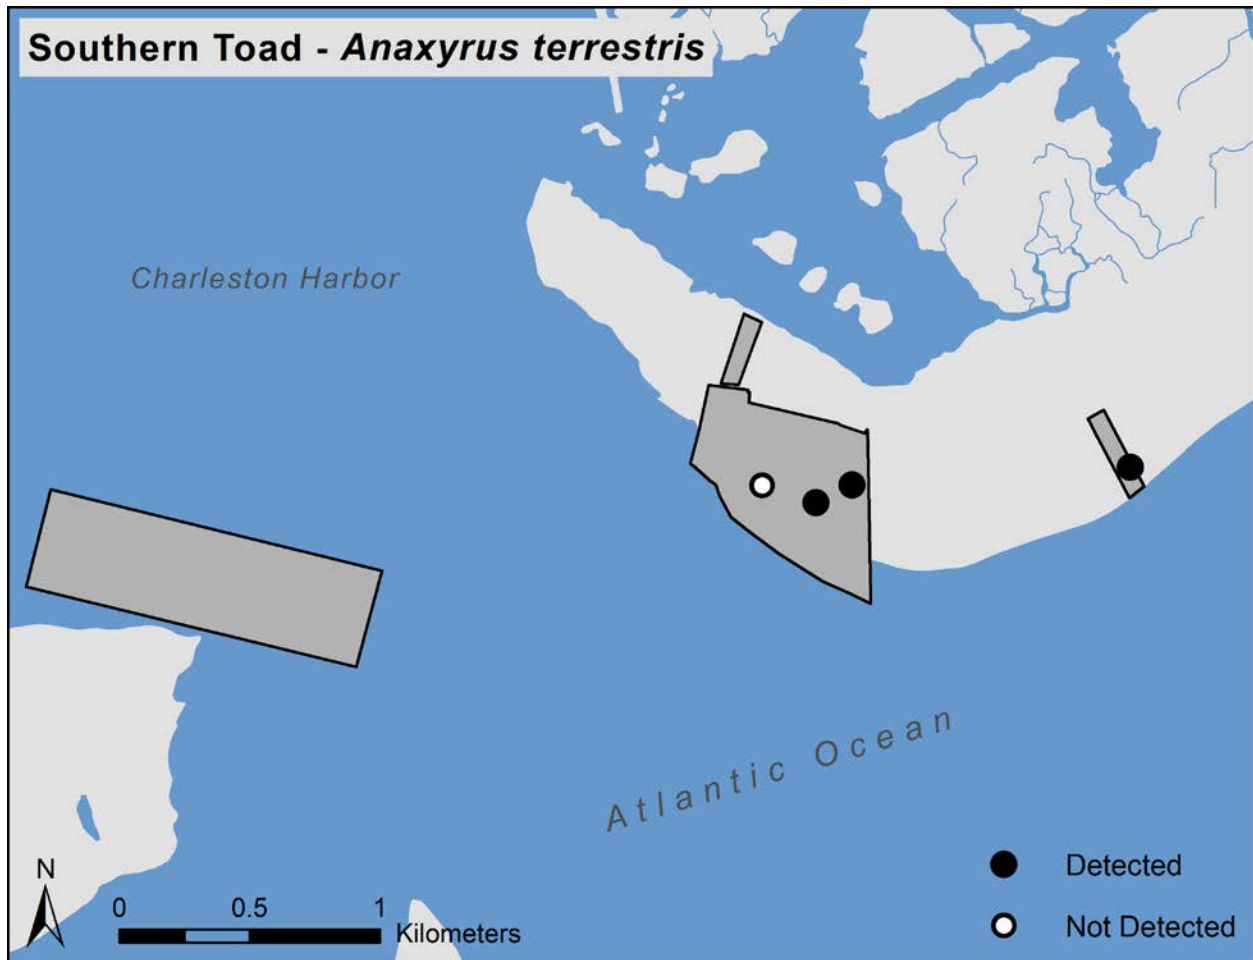 Southern Toad - Anaxyrus terrestris
Charleston Harbor
Atlantic Ocean
N
0 0.5 1
Kilometers
Detected
Not Detected